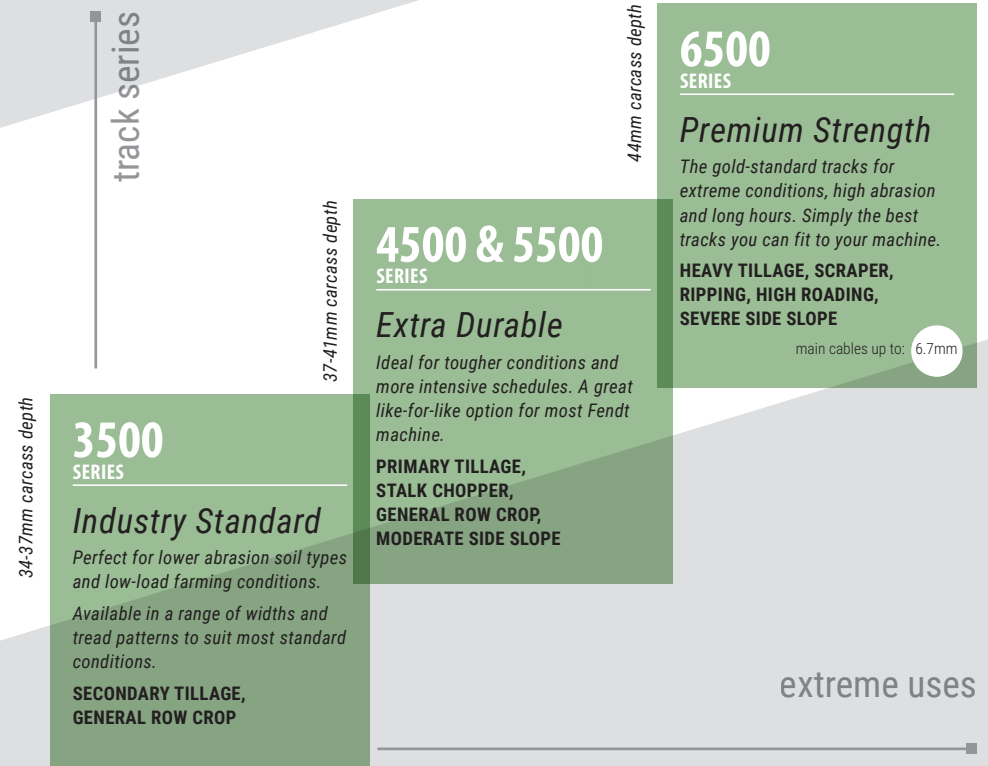 track series
44mm carcass depth
6500
SERIES
Premium Strength
The gold-standard tracks for
extreme conditions, high abrasion
and long hours. Simply the best
tracks you can fit to your machine.
HEAVY TILLAGE, SCRAPER,
RIPPING, HIGH ROADING,
SEVERE SIDE SLOPE
main cables up to: 6.7mm
37-41mm carcass depth
4500 & 5500
SERIES
Extra Durable
Ideal for tougher conditions and
more intensive schedules. A great
like-for-like option for most Fendt
machine.
PRIMARY TILLAGE,
STALK CHOPPER,
GENERAL ROW CROP,
MODERATE SIDE SLOPE
34-37mm carcass depth
3500
SERIES
Industry Standard
Perfect for lower abrasion soil types
and low-load farming conditions.
Available in a range of widths and
tread patterns to suit most standard
conditions.
SECONDARY TILLAGE,
GENERAL ROW CROP
extreme uses